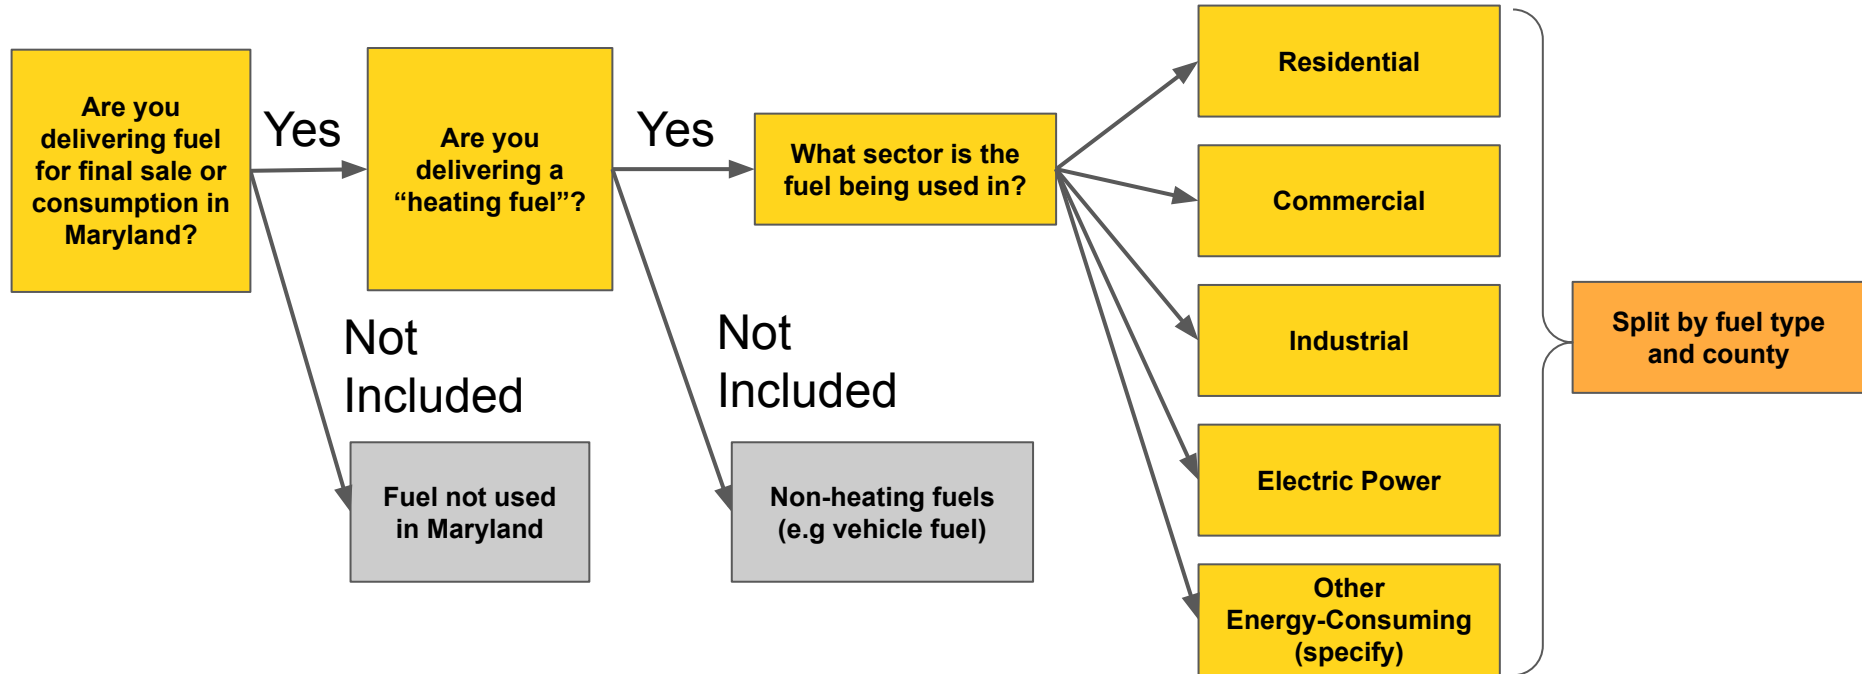 Are you
delivering fuel
for final sale or
consumption in
Maryland?
Yes
Are you
delivering a
“heating fuel”?
Yes
What sector is the
fuel being used in?
Residential
Commercial
Industrial
Electric Power
Other
Energy-Consuming
(specify)
Split by fuel type
and county
Not
Included
Fuel not used
in Maryland
Not
Included
Non-heating fuels
(e.g vehicle fuel)